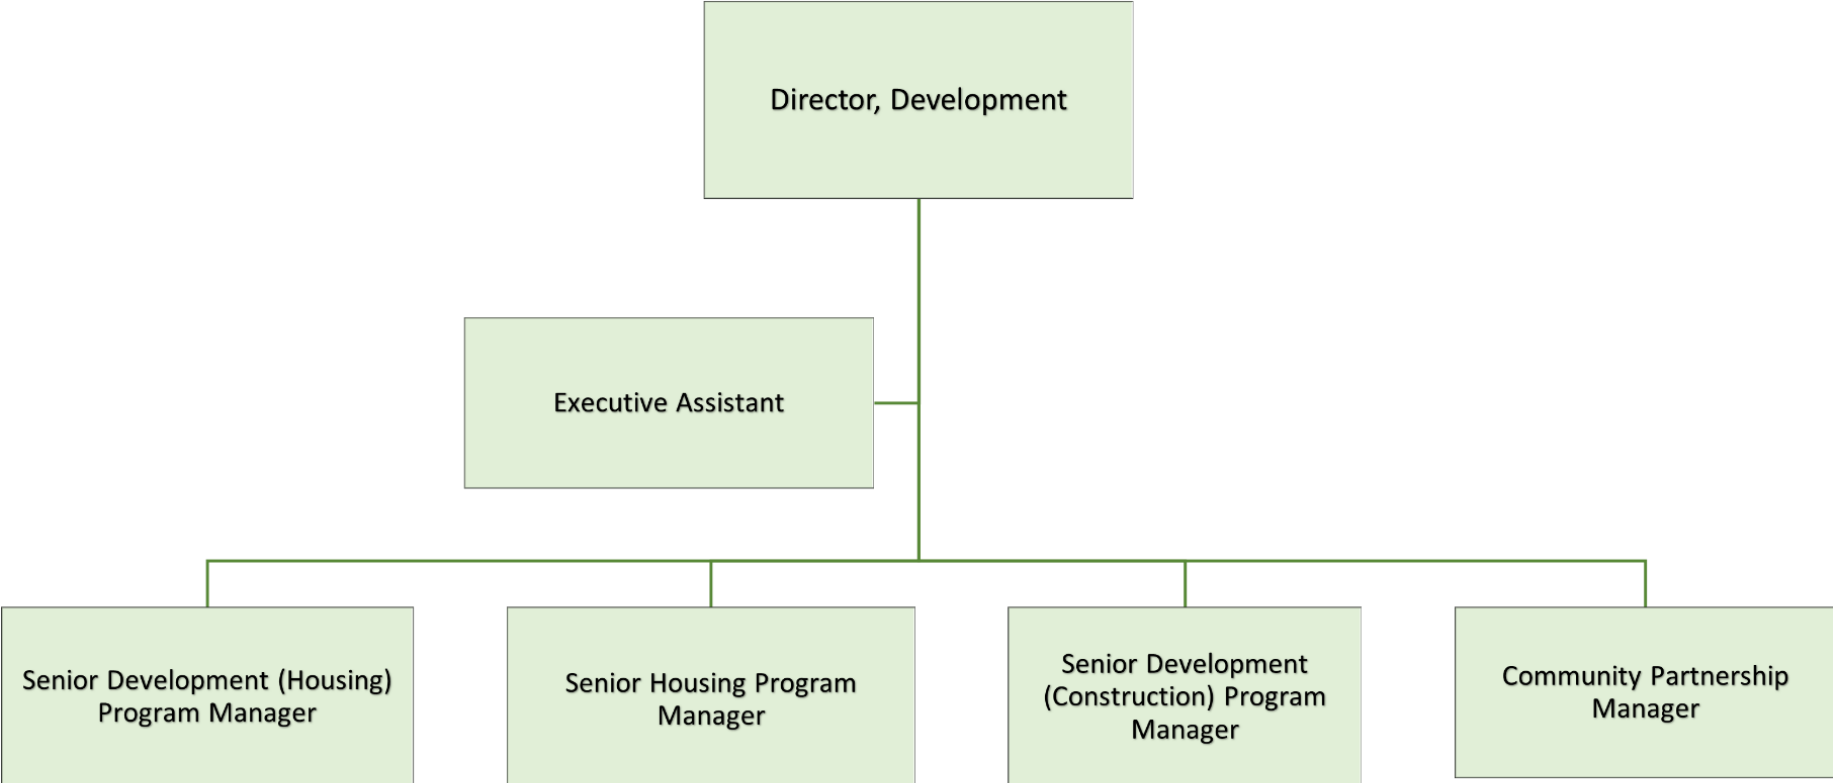 Director, Development
Executive Assistant
Senior Development (Housing)
Program Manager
Senior Housing Program
Manager
Senior Development
(Construction) Program
Manager
Community Partnership
Manager